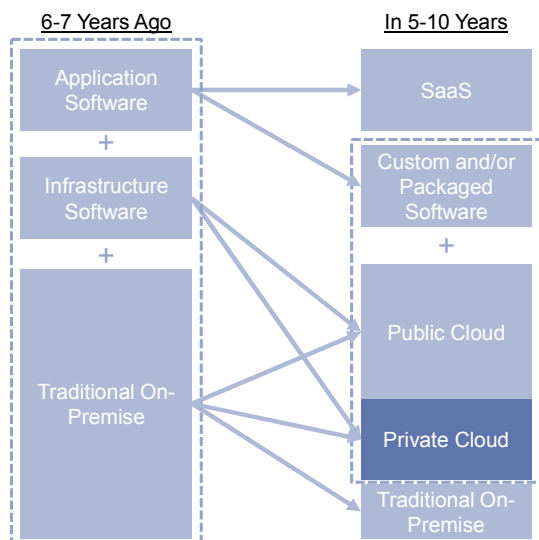 6-7 Years Ago
Application
Software
+
Infrastructure
Software
+
Traditional On-
Premise
In 5-10 Years
SaaS
Custom and/or
Packaged
Software
+
Public Cloud
Private Cloud
Traditional On-
Premise